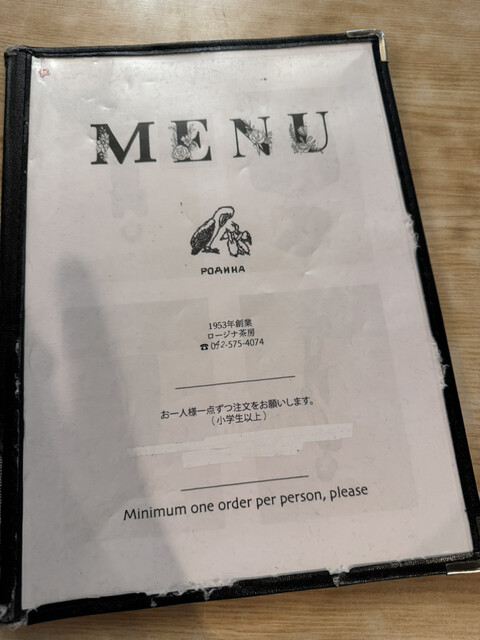 MENU
РОДИНА
1953年創業
ロージナ茶房
☎042-575-4074
お一人様一点ずつ注文をお願いします。
(小学生以上)
Minimum one order per person, please